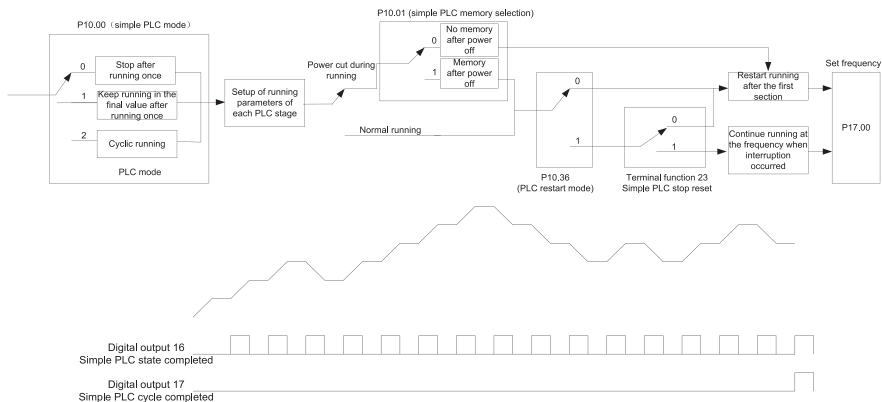 P10.00 (simple PLC mode)
0
Stop after
running once
1
Keep running in the
final value after
running once
2
Cyclic running
PLC mode
Setup of running
parameters of
each PLC stage
Power cut during
running
Normal running
P10.01 (simple PLC memory selection)
0
No memory
after power
off
1
Memory
after power
off
0
1
P10.36
(PLC restart mode)
0
1
Terminal function 23
Simple PLC stop reset
Restart running
after the first
section
Continue running at
the frequency when
interruption
occurred
Set frequency
P17.00
Digital output 16
Simple PLC state completed
Digital output 17
Simple PLC cycle completed